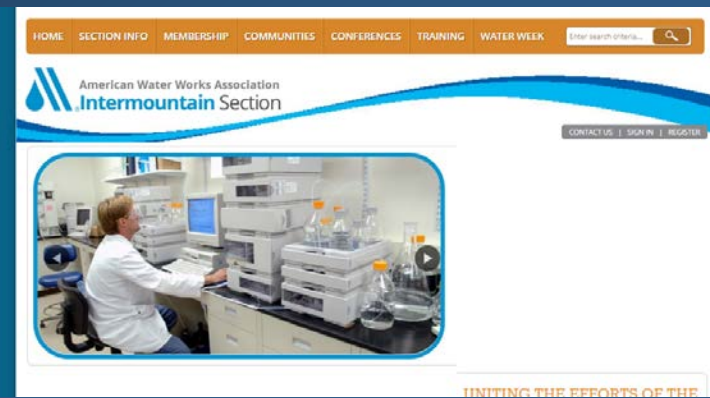 HOME SECTION INFO MEMBERSHIP COMMUNITIES CONFERENCES TRAINING WATER WEEK Enter search criteria...
American Water Works Association
Intermountain Section
CONTACT US | SIGN IN | REGISTER
UNITING THE EFFORTS OF THE